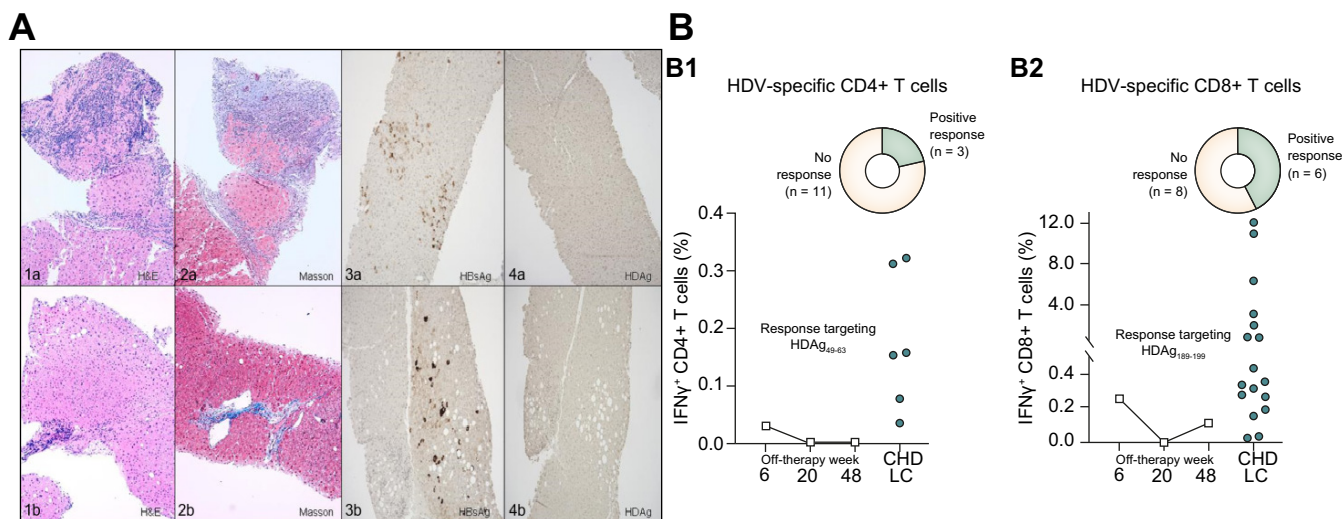 A
1a
H&E
2a
Masson
3a
HBsAg
4a
HDAg
1b
H&E
2b
Masson
3b
HBsAg
4b
HDAg
B
B1
HDV-specific CD4+ T cells
No
response
(n = 11)
Positive
response
(n = 3)
IFNγ⁺ CD4+ T cells (%)
0.4
0.3
0.2
0.1
0.0
Response targeting
HDAg₄₉₋₆₃
Off-therapy week
6
20
48
CHD
LC
B2
HDV-specific CD8+ T cells
No
response
(n = 8)
Positive
response
(n = 6)
IFNγ⁺ CD8+ T cells (%)
12.0
8.0
4.0
0.4
0.2
0.0
Response targeting
HDAg₁₈₉₋₁₉₉
Off-therapy week
6
20
48
CHD
LC